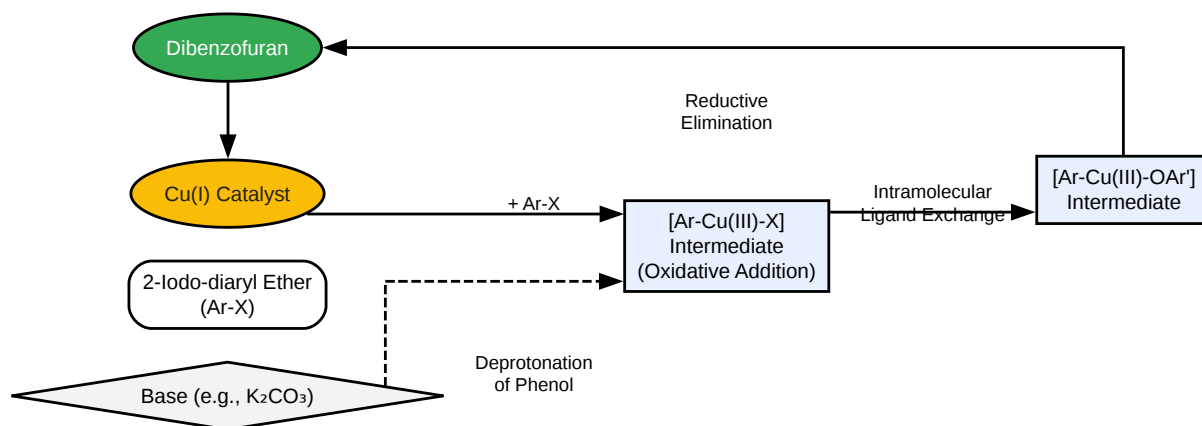 Dibenzofuran
Reductive
Elimination
Cu(I) Catalyst
+ Ar-X
[Ar-Cu(III)-X]
Intermediate
(Oxidative Addition)
Intramolecular
Ligand Exchange
[Ar-Cu(III)-OAr']
Intermediate
2-Iodo-diaryl Ether
(Ar-X)
Deprotonation
of Phenol
Base (e.g., K₂CO₃)